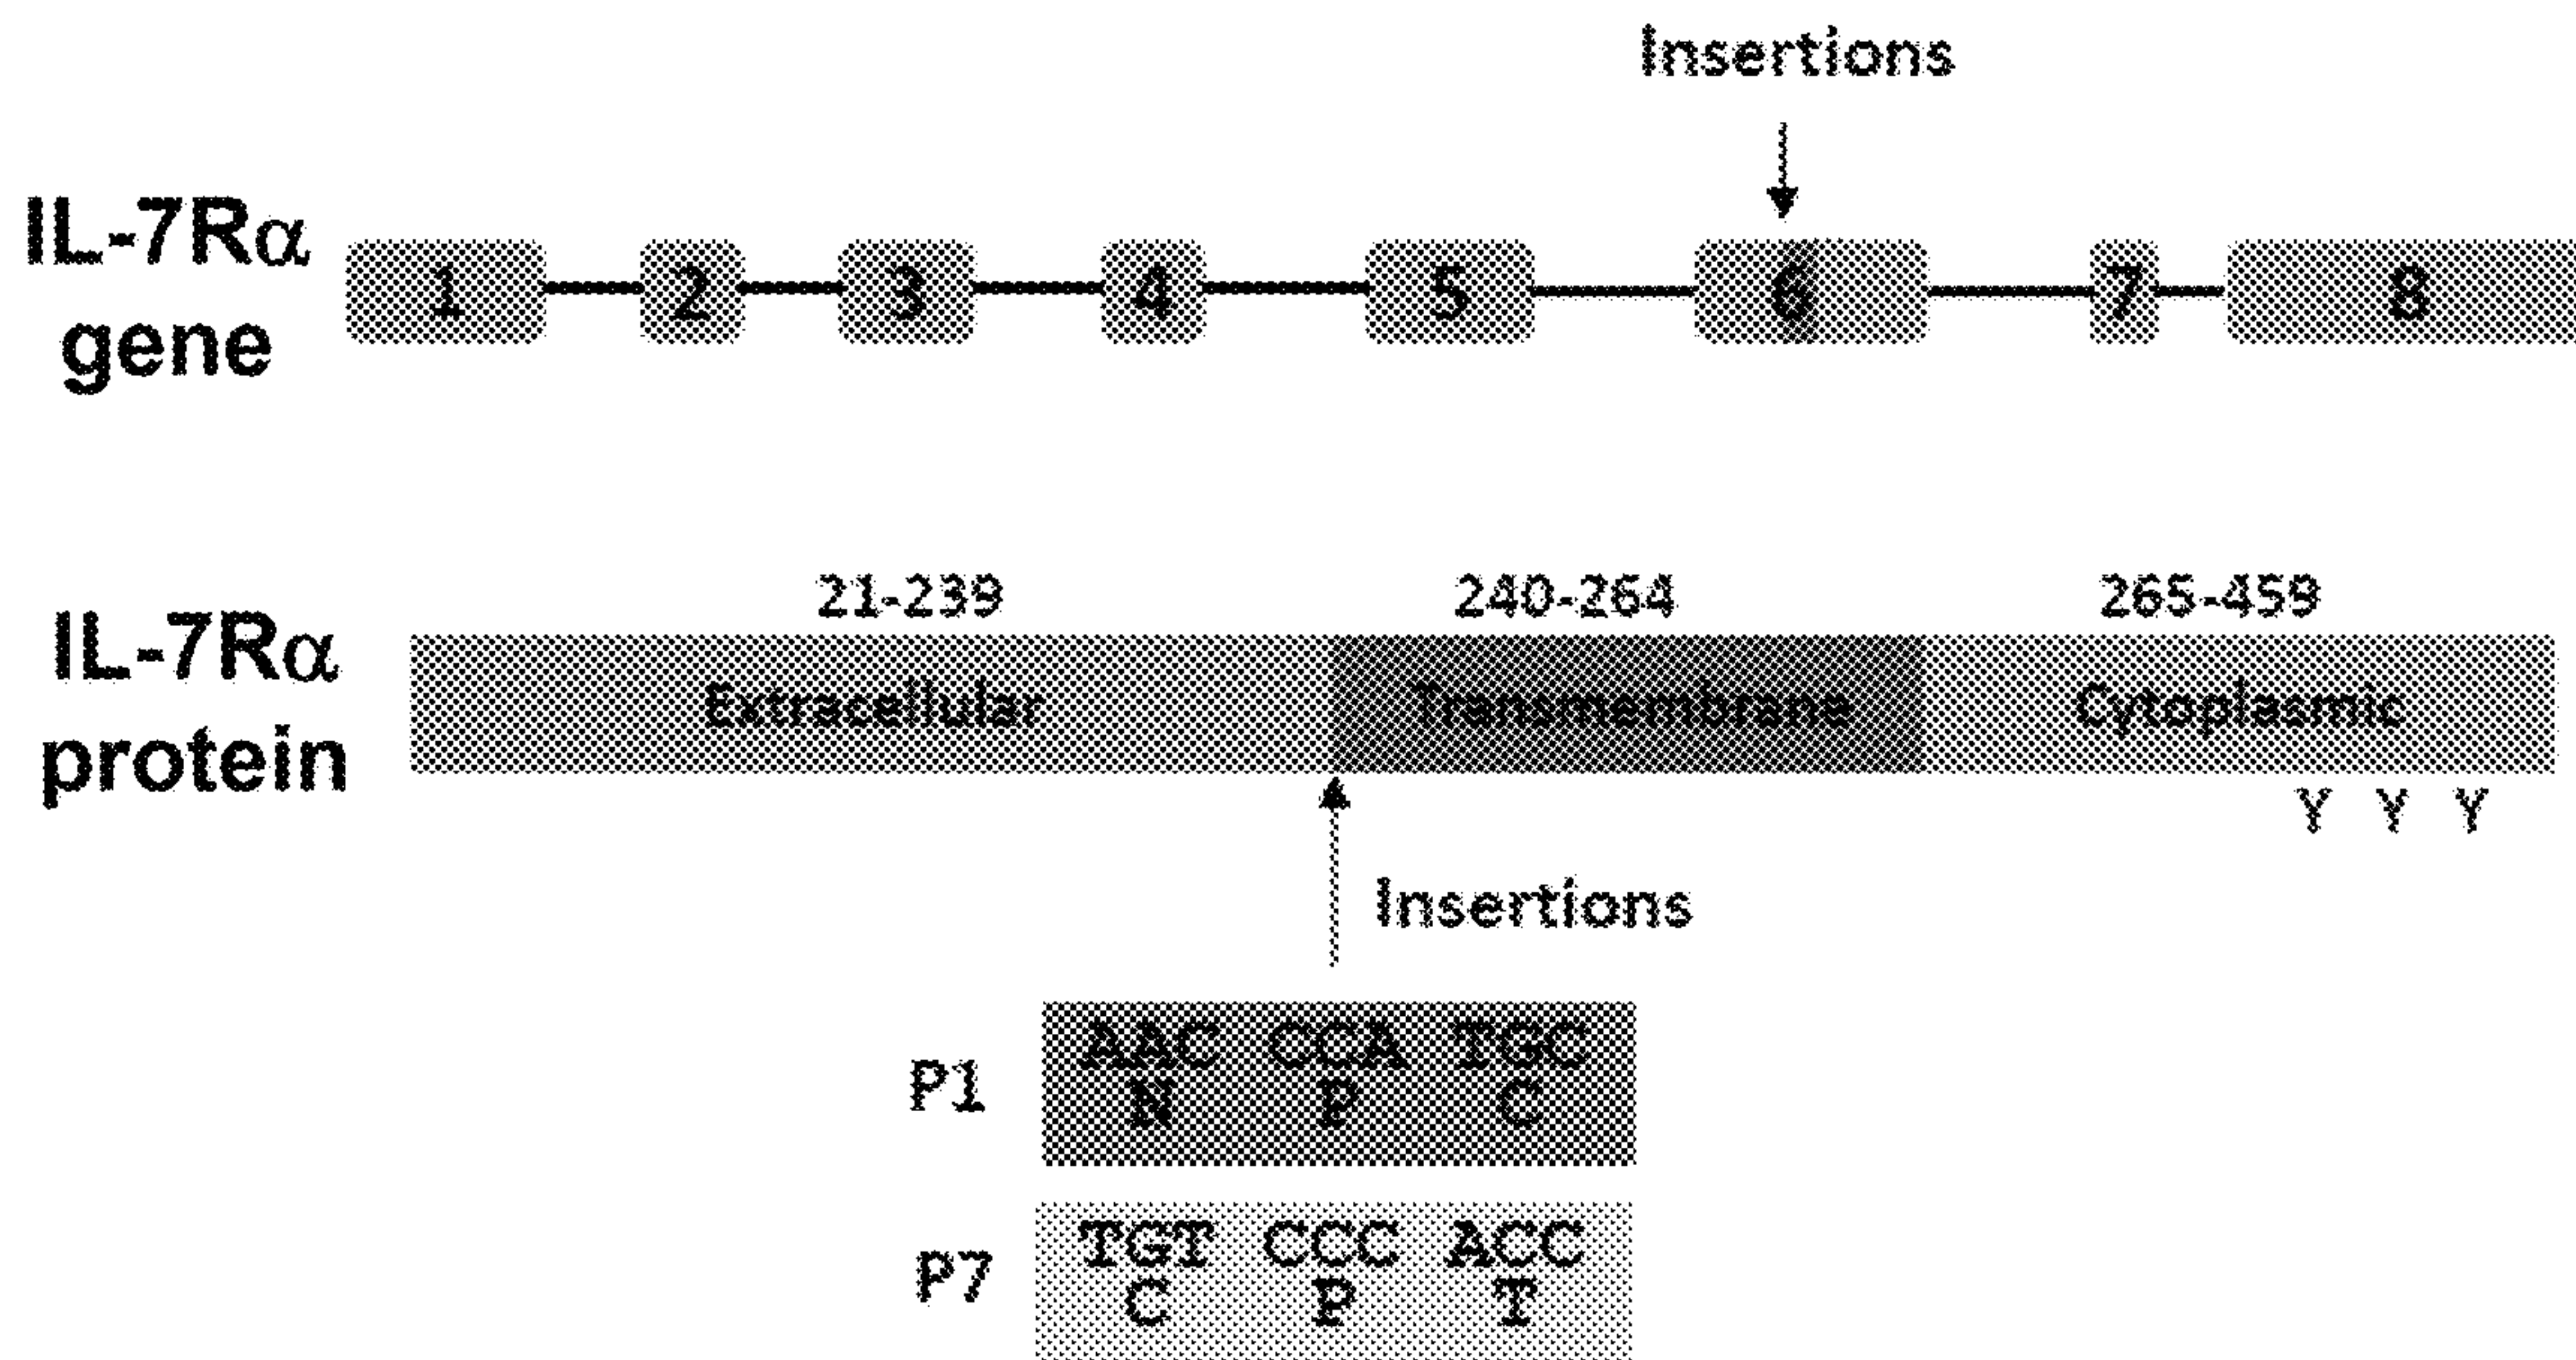 Insertions
IL-7Rα
gene
1 2 3 4 5 6 7 8
21-239 240-264 265-459
IL-7Rα
protein
Extracellular Transmembrane Cytoplasmic
Y Y Y
Insertions
P1
AAC CCA TGC
N P C
P7
TGT CCC ACC
C P T